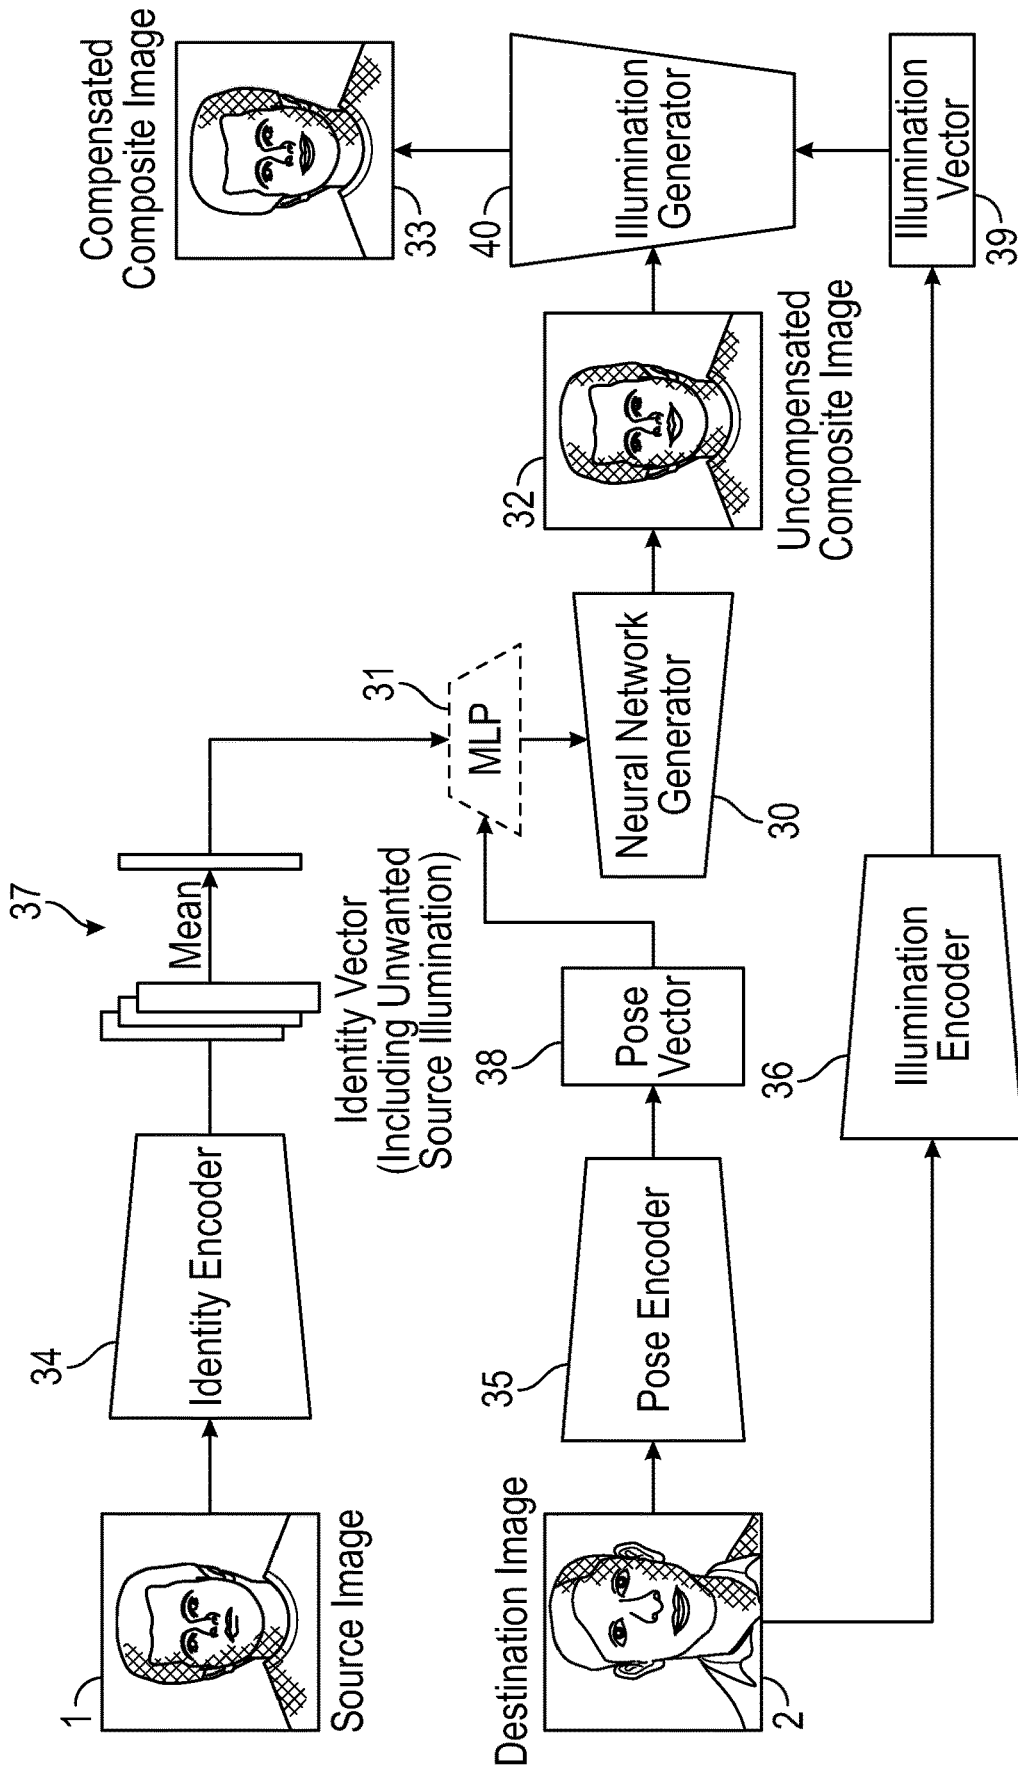 1
Source Image
34
Identity Encoder
37
Mean
Identity Vector
(Including Unwanted
Source Illumination)
31
MLP
Destination Image
2
35
Pose Encoder
38
Pose
Vector
30
Neural Network
Generator
32
Uncompensated
Composite Image
36
Illumination
Encoder
39
Illumination
Vector
40
Illumination
Generator
33
Compensated
Composite Image